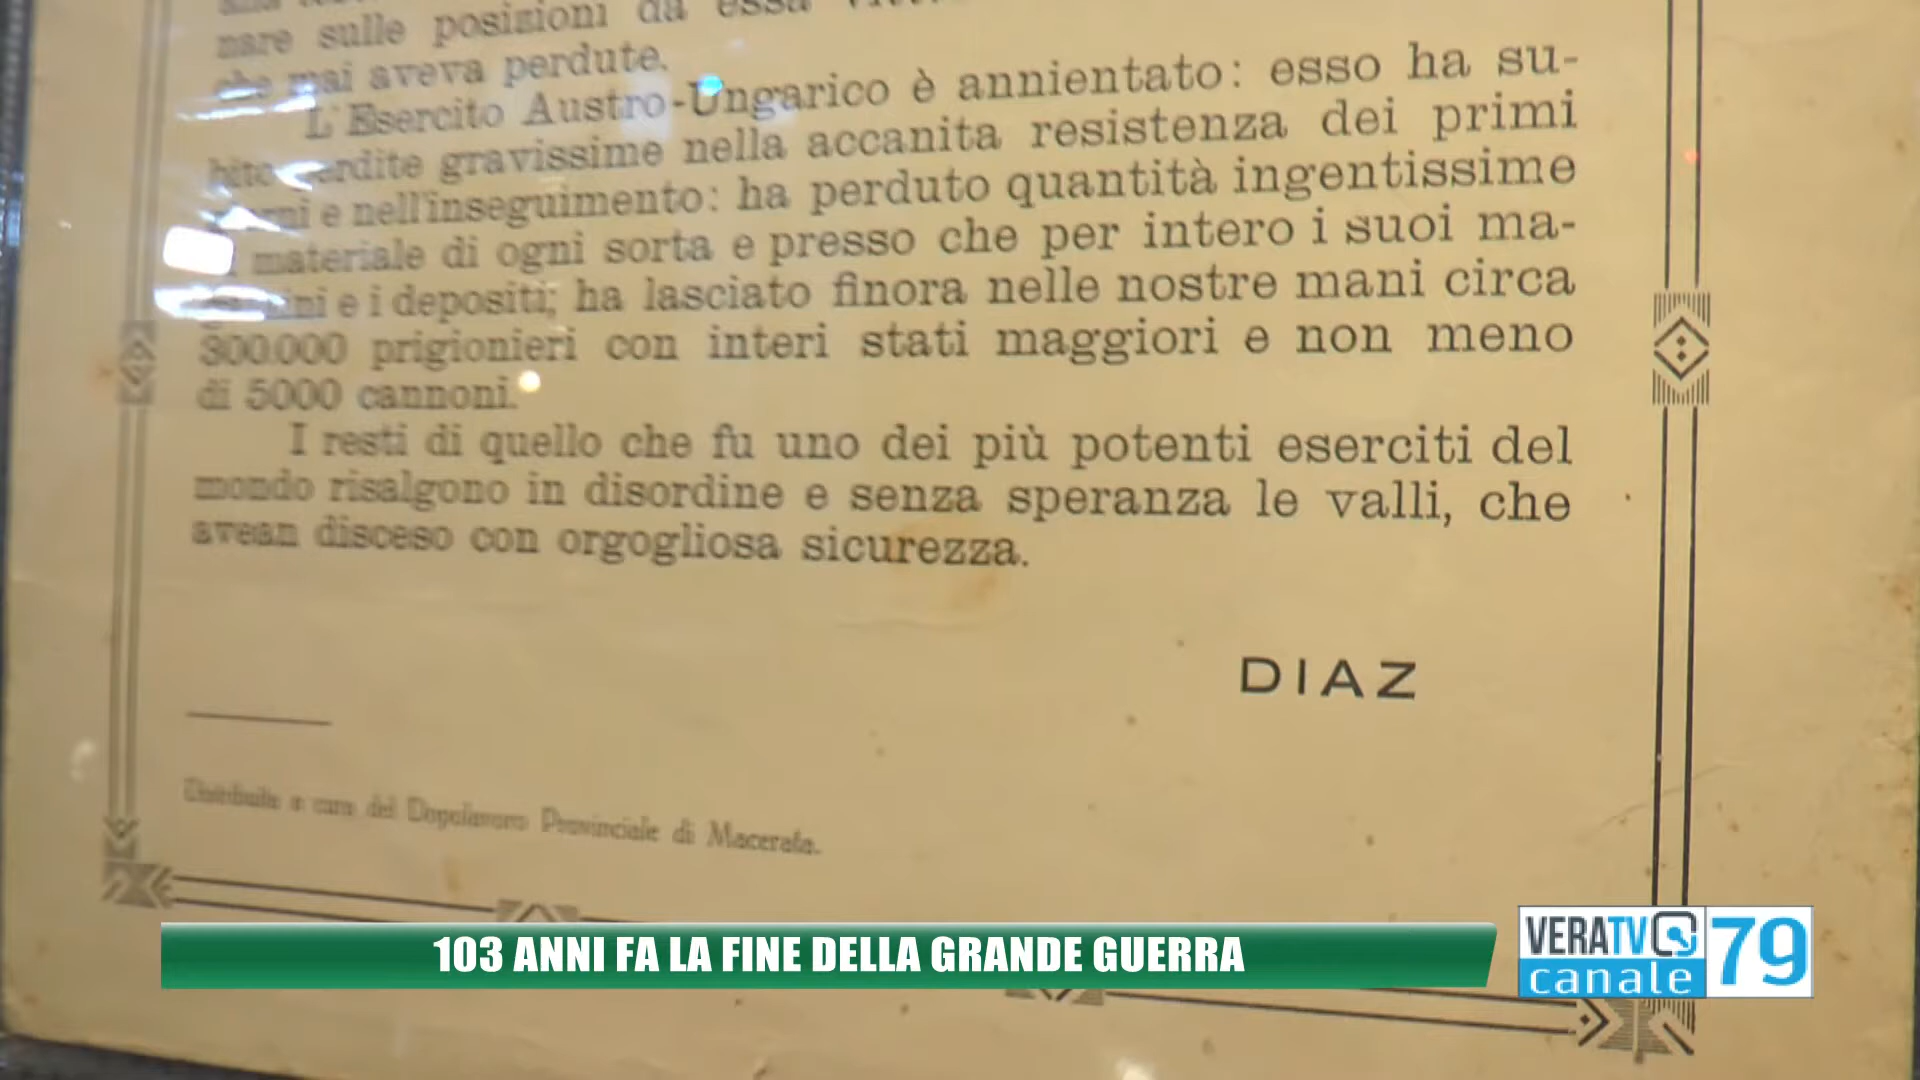 nare sulle posizioni da essa
che mai aveva perdute.
L'Esercito Austro-Ungarico è annientato: esso ha su-
bito perdite gravissime nella accanita resistenza dei primi
e nell'inseguimento: ha perduto quantità ingentissime
materiale di ogni sorta e presso che per intero i suoi ma-
e i depositi; ha lasciato finora nelle nostre mani circa
300.000 prigionieri con interi stati maggiori e non meno
di 5000 cannoni.
I resti di quello che fu uno dei più potenti eserciti del
mondo risalgono in disordine e senza speranza le valli, che
avean disceso con orgogliosa sicurezza.
DIAZ
a cura del Dopolavoro Provinciale di Macerata.
103 ANNI FA LA FINE DELLA GRANDE GUERRA
VERATV
canale 79